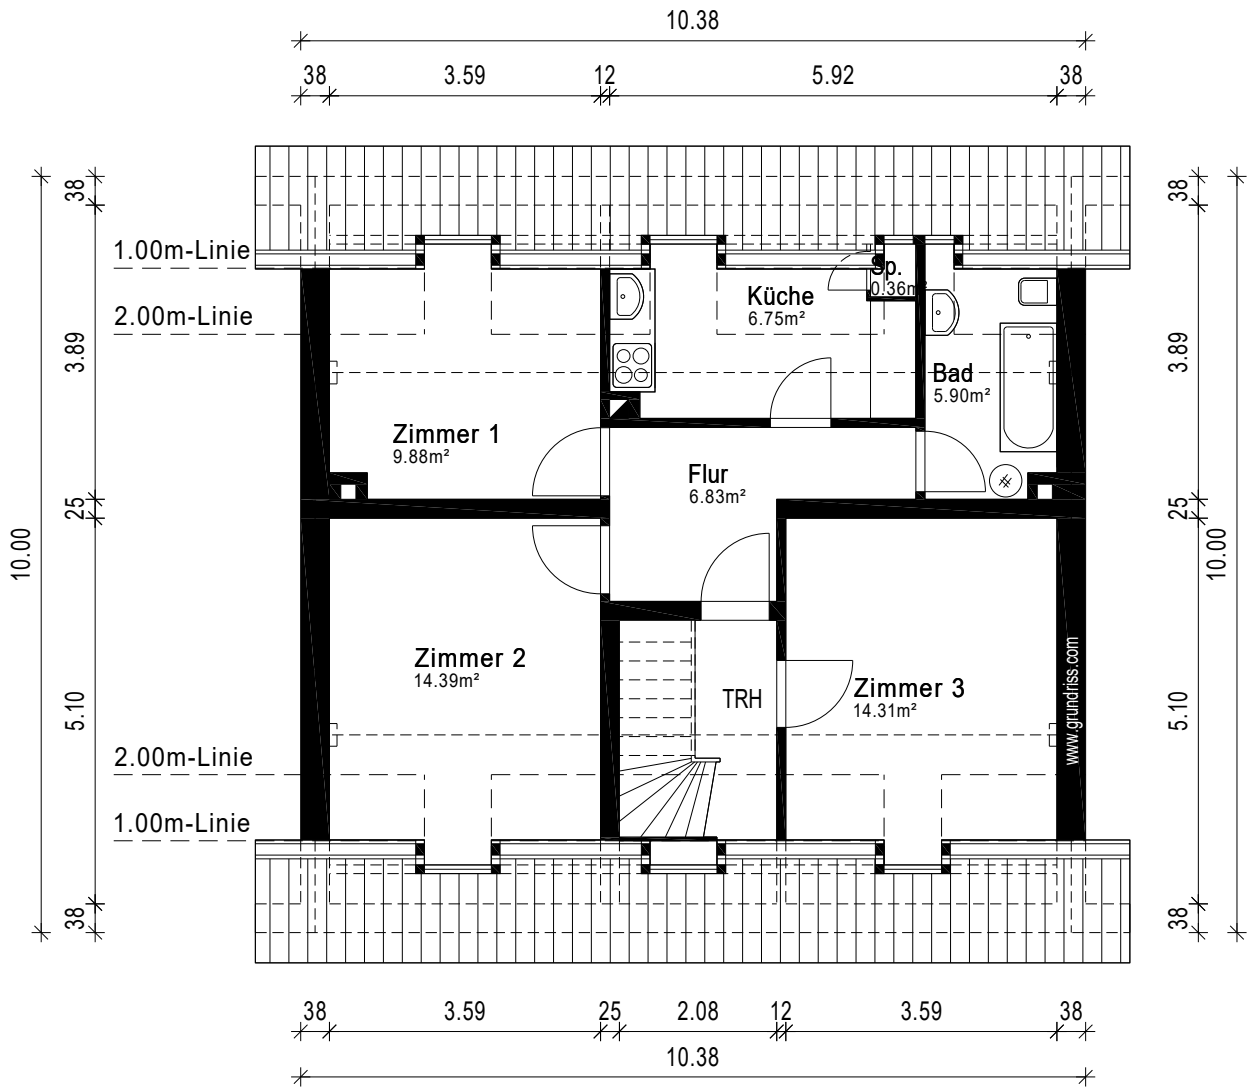 10.38
38 3.59 12 5.92 38
38 38
1.00m-Linie
Sp.
0.36m²
Küche
6.75m²
2.00m-Linie
3.89 3.89
Bad
5.90m²
Zimmer 1
9.88m²
Flur
6.83m²
25 25
10.00 10.00
Zimmer 2
14.39m²
TRH
Zimmer 3
14.31m²
www.grundriss.com
5.10 5.10
2.00m-Linie
1.00m-Linie
38 38
38 3.59 25 2.08 12 3.59 38
10.38